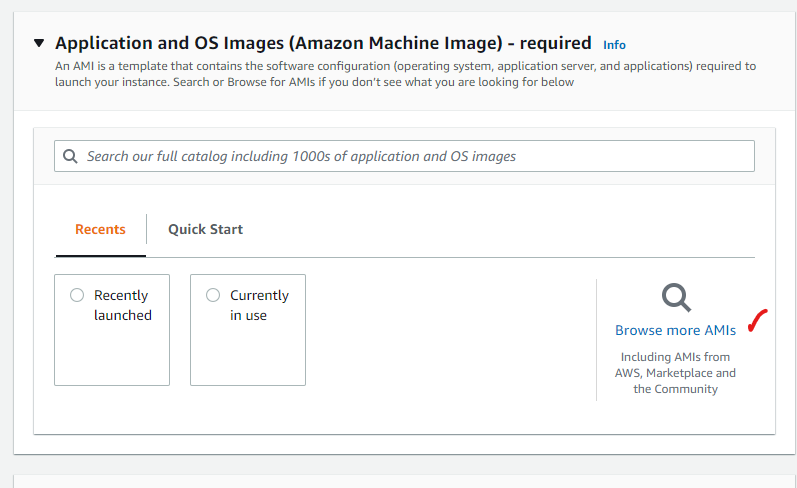 Application and OS Images (Amazon Machine Image) - required Info
An AMI is a template that contains the software configuration (operating system, application server, and applications) required to
launch your instance. Search or Browse for AMIs if you don't see what you are looking for below
Search our full catalog including 1000s of application and OS images
Recents
Quick Start
Recently
launched
Currently
in use
Browse more AMIs
Including AMIs from
AWS, Marketplace and
the Community